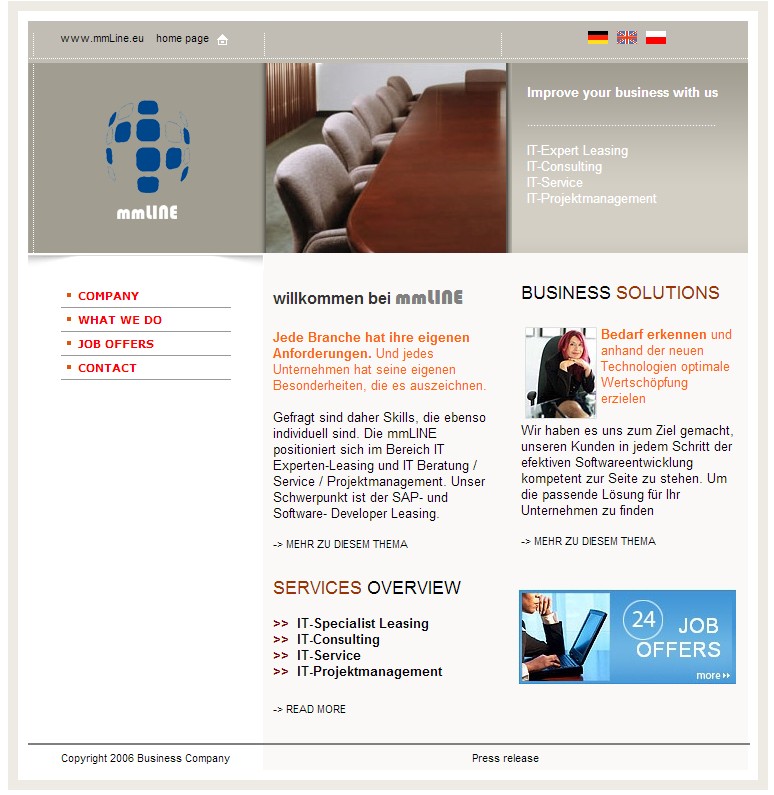 www.mmLine.eu home page
mmLINE
Improve your business with us
IT-Expert Leasing
IT-Consulting
IT-Service
IT-Projektmanagement
COMPANY
WHAT WE DO
JOB OFFERS
CONTACT
willkommen bei mmLINE
Jede Branche hat ihre eigenen
Anforderungen. Und jedes
Unternehmen hat seine eigenen
Besonderheiten, die es auszeichnen.
Gefragt sind daher Skills, die ebenso
individuell sind. Die mmLINE
positioniert sich im Bereich IT
Experten-Leasing und IT Beratung /
Service / Projektmanagement. Unser
Schwerpunkt ist der SAP- und
Software- Developer Leasing.
-> MEHR ZU DIESEM THEMA
SERVICES OVERVIEW
>> IT-Specialist Leasing
>> IT-Consulting
>> IT-Service
>> IT-Projektmanagement
-> READ MORE
BUSINESS SOLUTIONS
Bedarf erkennen und
anhand der neuen
Technologien optimale
Wertschöpfung
erzielen
Wir haben es uns zum Ziel gemacht,
unseren Kunden in jedem Schritt der
efektiven Softwareentwicklung
kompetent zur Seite zu stehen. Um
die passende Lösung für Ihr
Unternehmen zu finden
-> MEHR ZU DIESEM THEMA
24 JOB
OFFERS
more
Copyright 2006 Business Company
Press release